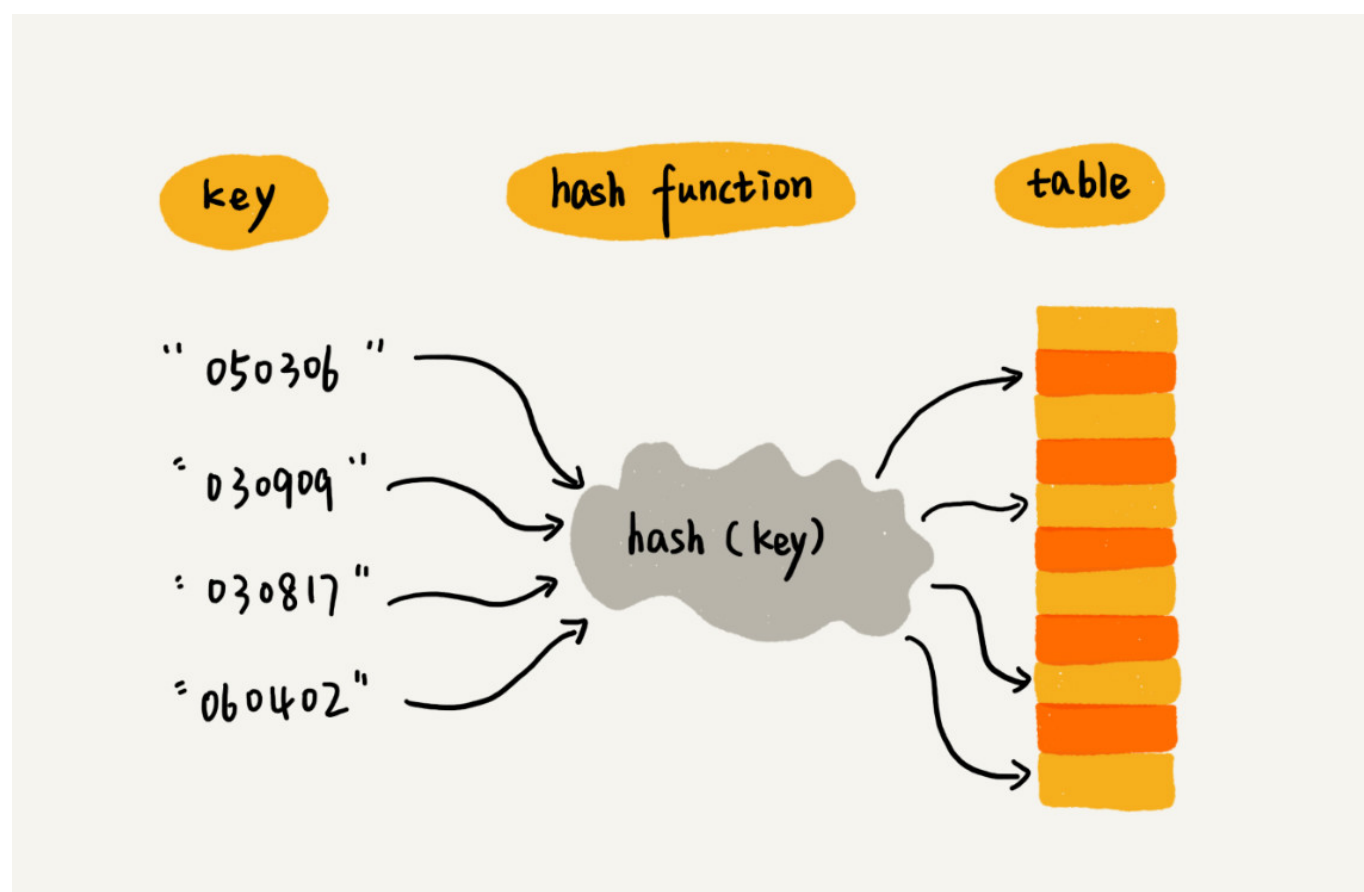 key
hash function
table
" 050306 "
"030909"
"030817"
"060402"
hash (key)